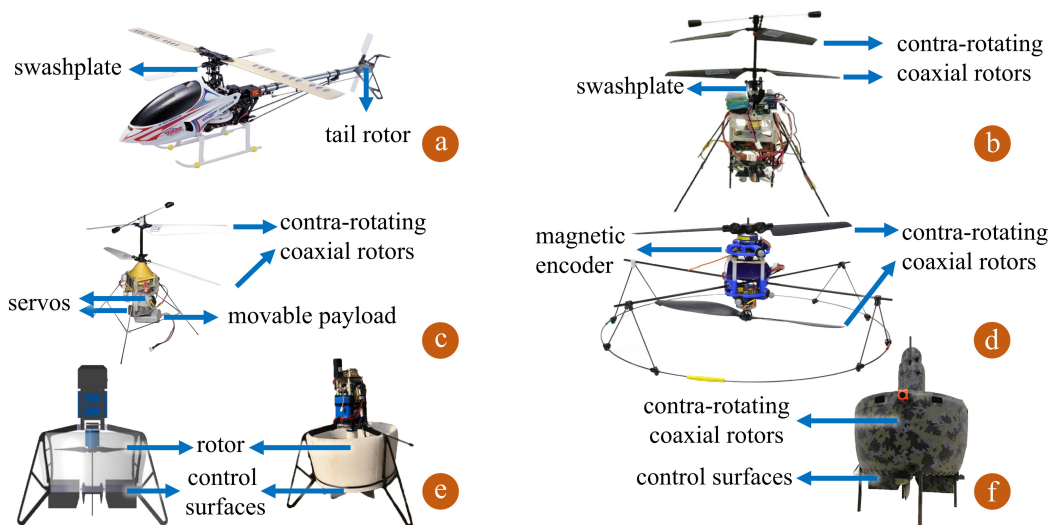 swashplate
tail rotor
a
contra-rotating
coaxial rotors
swashplate
b
contra-rotating
coaxial rotors
servos
movable payload
c
magnetic
encoder
contra-rotating
coaxial rotors
d
rotor
control
surfaces
e
contra-rotating
coaxial rotors
control surfaces
f